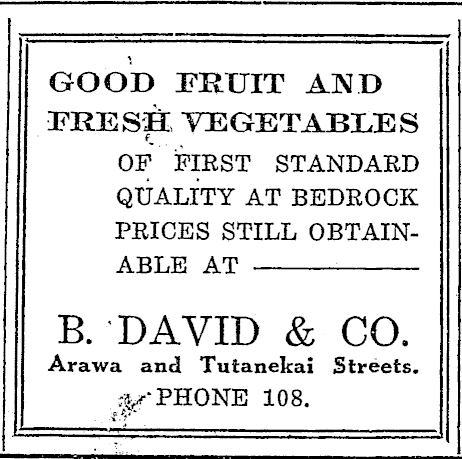 GOOD FRUIT AND
FRESH VEGETABLES
OF FIRST STANDARD
QUALITY AT BEDROCK
PRICES STILL OBTAIN-
ABLE AT
B. DAVID & CO.
Arawa and Tutanekai Streets.
PHONE 108.